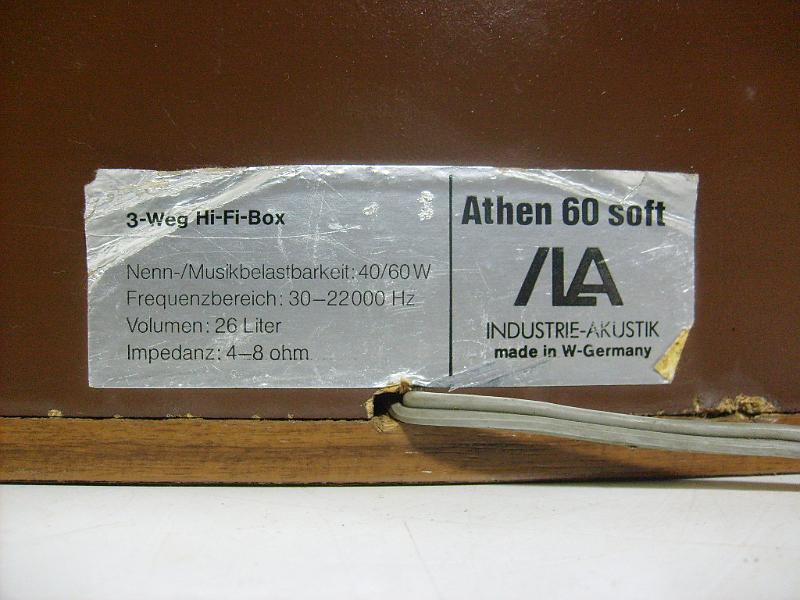 3-Weg Hi-Fi-Box
Nenn-/Musikbelastbarkeit: 40/60 W
Frequenzbereich: 30–22000 Hz
Volumen: 26 Liter
Impedanz: 4–8 ohm
Athen 60 soft
ILA
INDUSTRIE-AKUSTIK
made in W-Germany